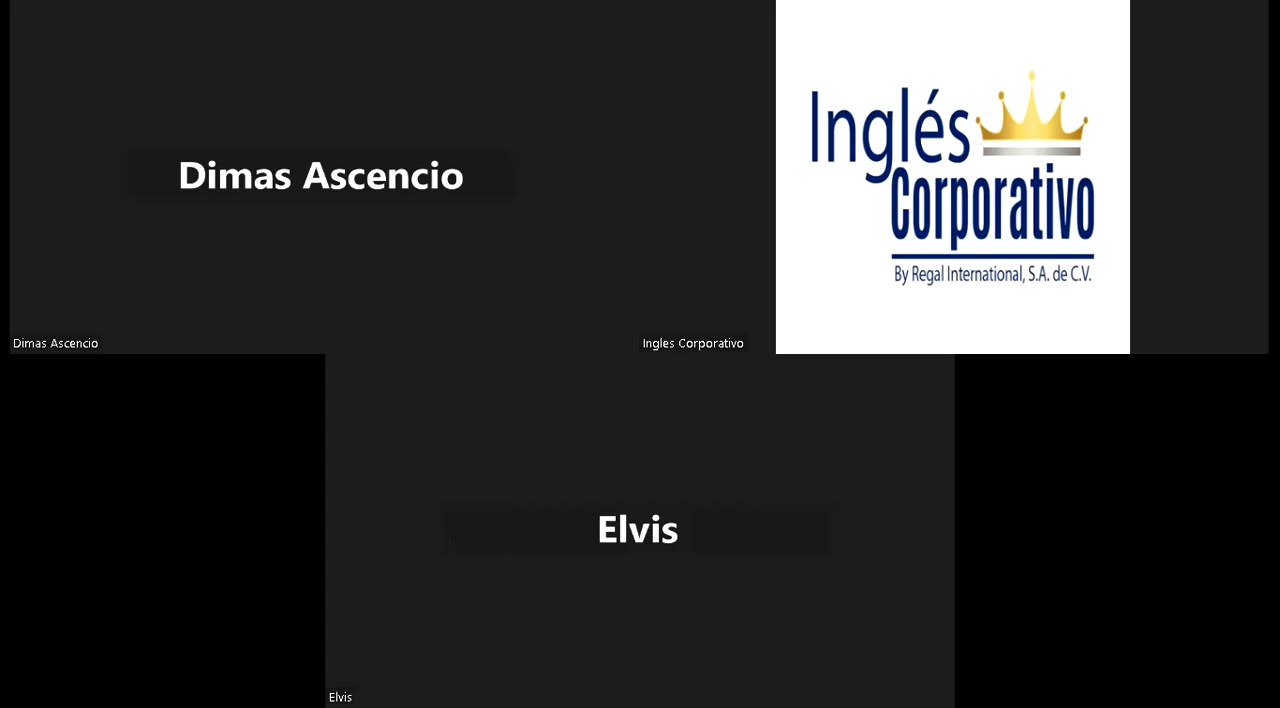 Dimas Ascencio
Inglés
Corporativo
By Regal International, S.A. de C.V.
Dimas Ascencio
Ingles Corporativo
Elvis
Elvis